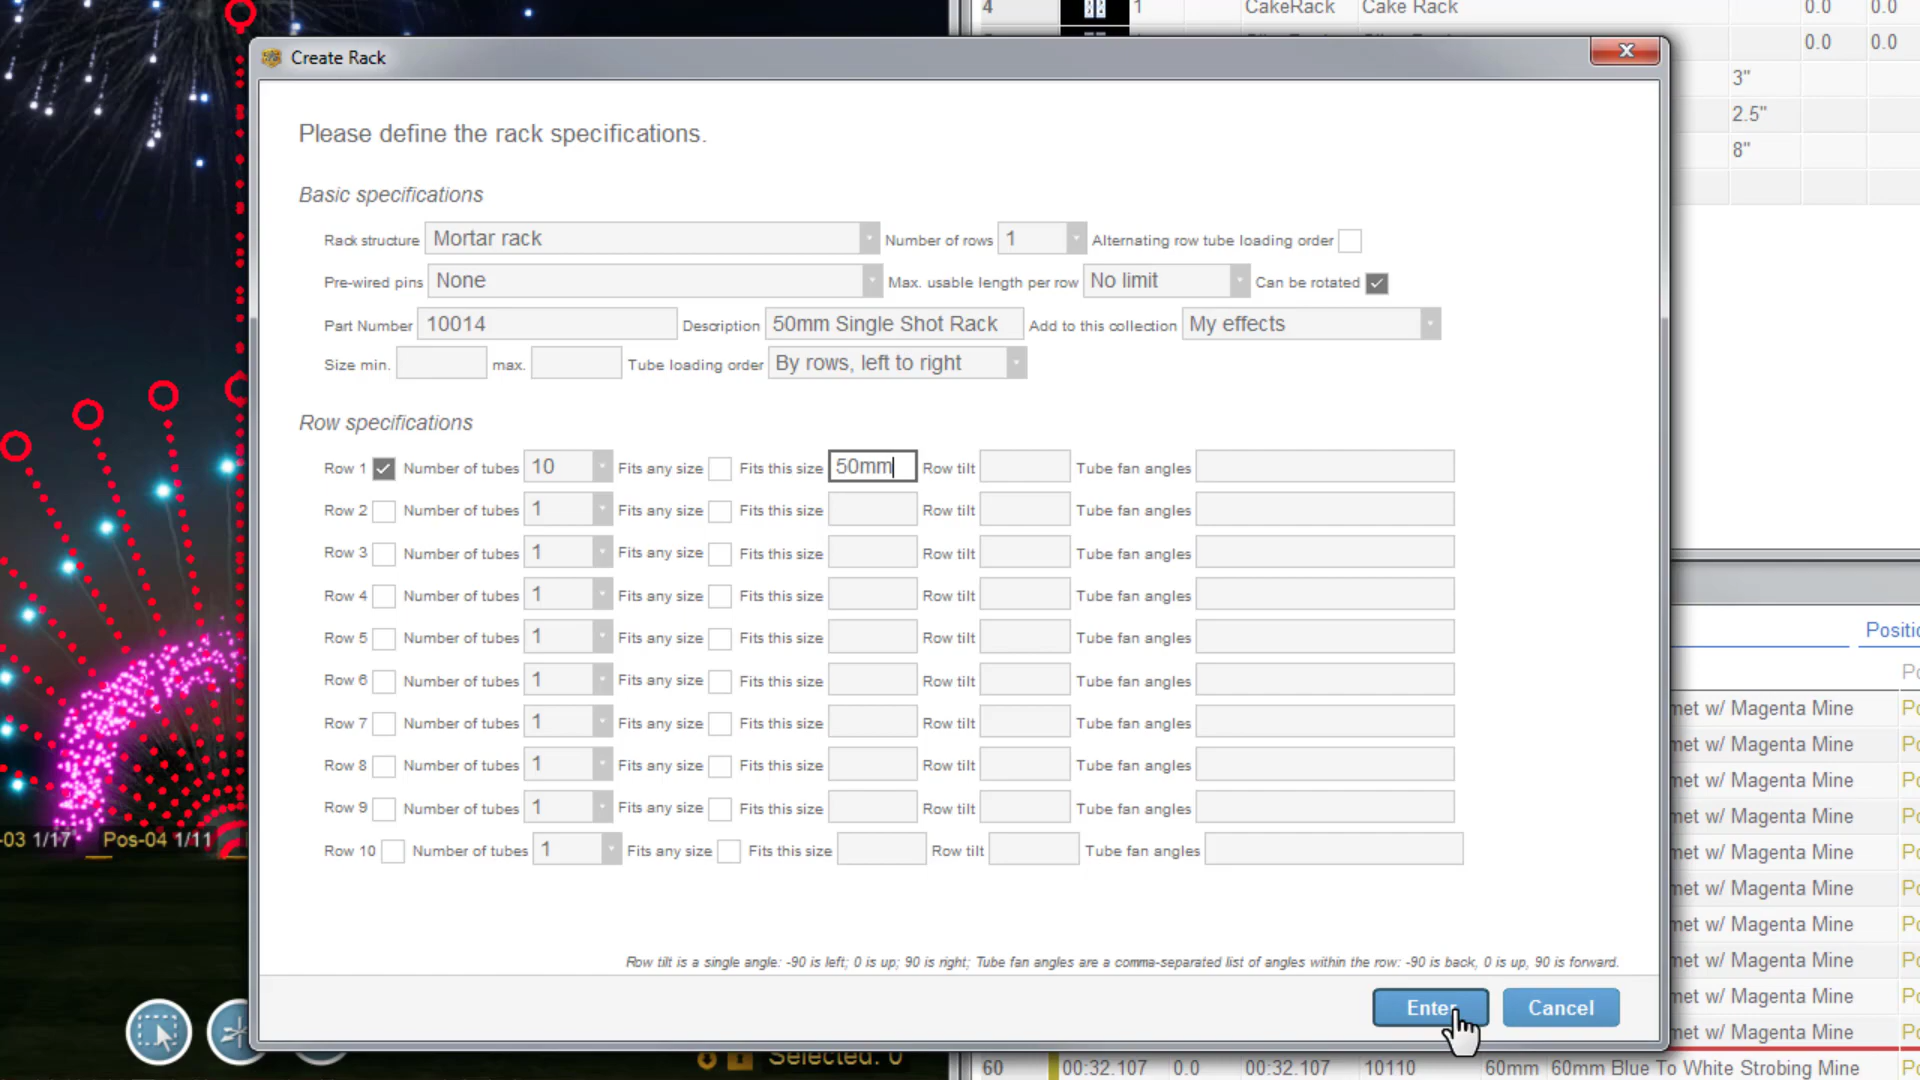 4 1 CakeRack Cake Rack 0.0 0.0
0.0 0.0
Create Rack
3"
2.5"
8"
Please define the rack specifications.
Basic specifications
Rack structure Mortar rack Number of rows 1 Alternating row tube loading order
Pre-wired pins None Max. usable length per row No limit Can be rotated
Part Number 10014 Description 50mm Single Shot Rack Add to this collection My effects
Size min. max. Tube loading order By rows, left to right
Row specifications
Row 1 Number of tubes 10 Fits any size Fits this size 50mm Row tilt Tube fan angles
Row 2 Number of tubes 1 Fits any size Fits this size Row tilt Tube fan angles
Row 3 Number of tubes 1 Fits any size Fits this size Row tilt Tube fan angles
Row 4 Number of tubes 1 Fits any size Fits this size Row tilt Tube fan angles
Row 5 Number of tubes 1 Fits any size Fits this size Row tilt Tube fan angles
Row 6 Number of tubes 1 Fits any size Fits this size Row tilt Tube fan angles
Row 7 Number of tubes 1 Fits any size Fits this size Row tilt Tube fan angles
Row 8 Number of tubes 1 Fits any size Fits this size Row tilt Tube fan angles
Row 9 Number of tubes 1 Fits any size Fits this size Row tilt Tube fan angles
Row 10 Number of tubes 1 Fits any size Fits this size Row tilt Tube fan angles
Row tilt is a single angle: -90 is left; 0 is up; 90 is right; Tube fan angles are a comma-separated list of angles within the row: -90 is back, 0 is up, 90 is forward.
Enter Cancel
-03 1/17 Pos-04 1/11
Selected: 0
Positio
Po
met w/ Magenta Mine Po
met w/ Magenta Mine Po
met w/ Magenta Mine Po
met w/ Magenta Mine Po
met w/ Magenta Mine Po
met w/ Magenta Mine Po
met w/ Magenta Mine Po
met w/ Magenta Mine Po
met w/ Magenta Mine Po
met w/ Magenta Mine Po
60 00:32.107 0.0 00:32.107 10110 60mm 60mm Blue To White Strobing Mine Po